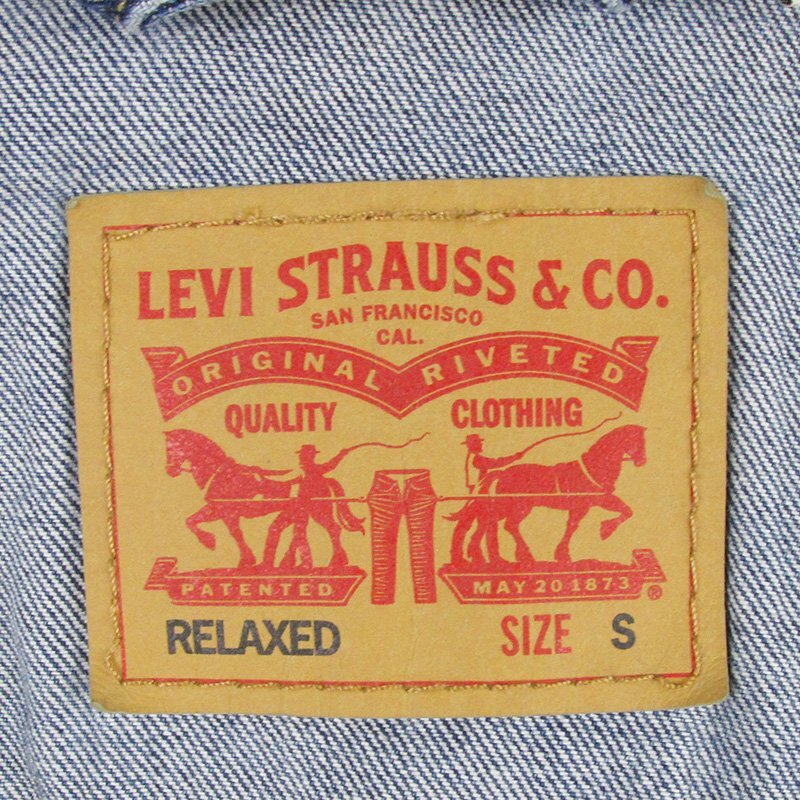 LEVI STRAUSS & CO.
SAN FRANCISCO
CAL.
ORIGINAL RIVETED
QUALITY CLOTHING
PATENTED MAY 20 1873 ®
RELAXED SIZE S